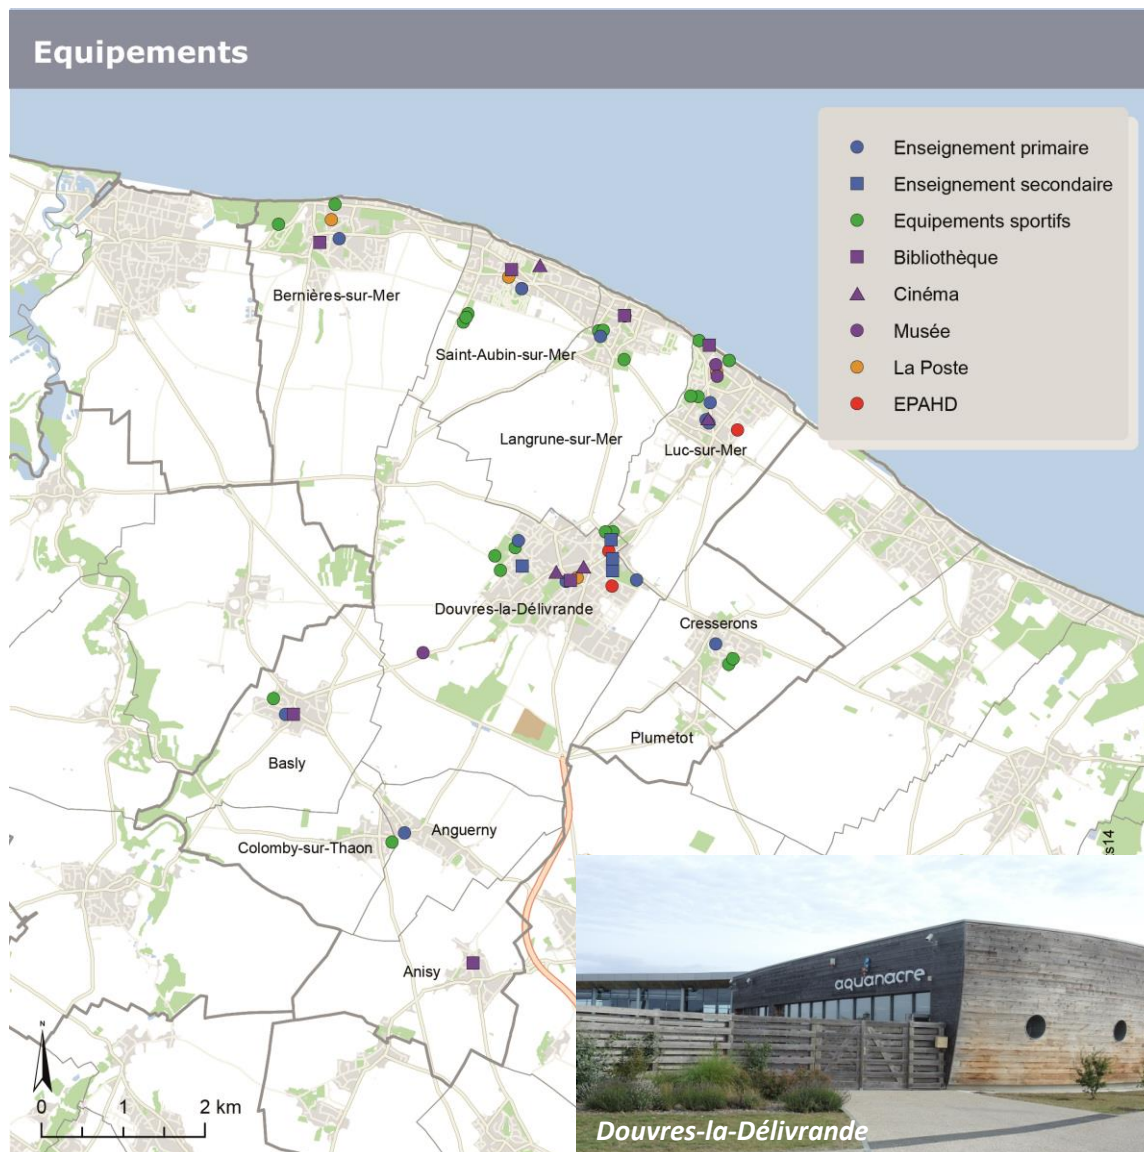 Equipements
Enseignement primaire
Enseignement secondaire
Equipements sportifs
Bibliothèque
Cinéma
Musée
La Poste
EPAHD
Bernières-sur-Mer
Saint-Aubin-sur-Mer
Langrune-sur-Mer
Luc-sur-Mer
Douvres-la-Délivrande
Cresserons
Plumetot
Basly
Anguerny
Colomby-sur-Thaon
Anisy
s14
N
0 1 2 km
aquanacre
Douvres-la-Délivrande